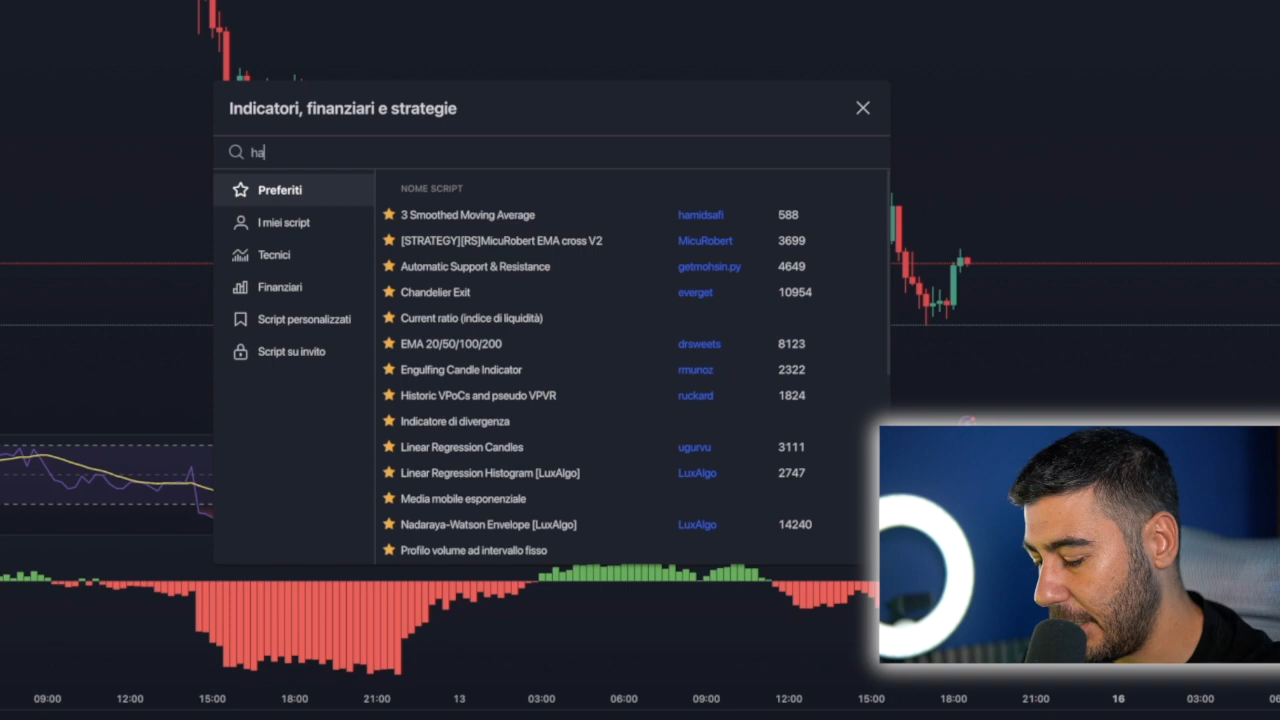 Indicatori, finanziari e strategie
ha
Preferiti
I miei script
Tecnici
Finanziari
Script personalizzati
Script su invito
NOME SCRIPT
3 Smoothed Moving Average hamidsafi 588
[STRATEGY][RS]MicuRobert EMA cross V2 MicuRobert 3699
Automatic Support & Resistance getmohsin.py 4649
Chandelier Exit everget 10954
Current ratio (indice di liquidità)
EMA 20/50/100/200 drsweets 8123
Engulfing Candle Indicator rmunoz 2322
Historic VPoCs and pseudo VPVR ruckard 1824
Indicatore di divergenza
Linear Regression Candles ugurvu 3111
Linear Regression Histogram [LuxAlgo] LuxAlgo 2747
Media mobile esponenziale
Nadaraya-Watson Envelope [LuxAlgo] LuxAlgo 14240
Profilo volume ad intervallo fisso
09:00 12:00 15:00 18:00 21:00 13 03:00 06:00 09:00 12:00 15:00 18:00 21:00 16 03:00